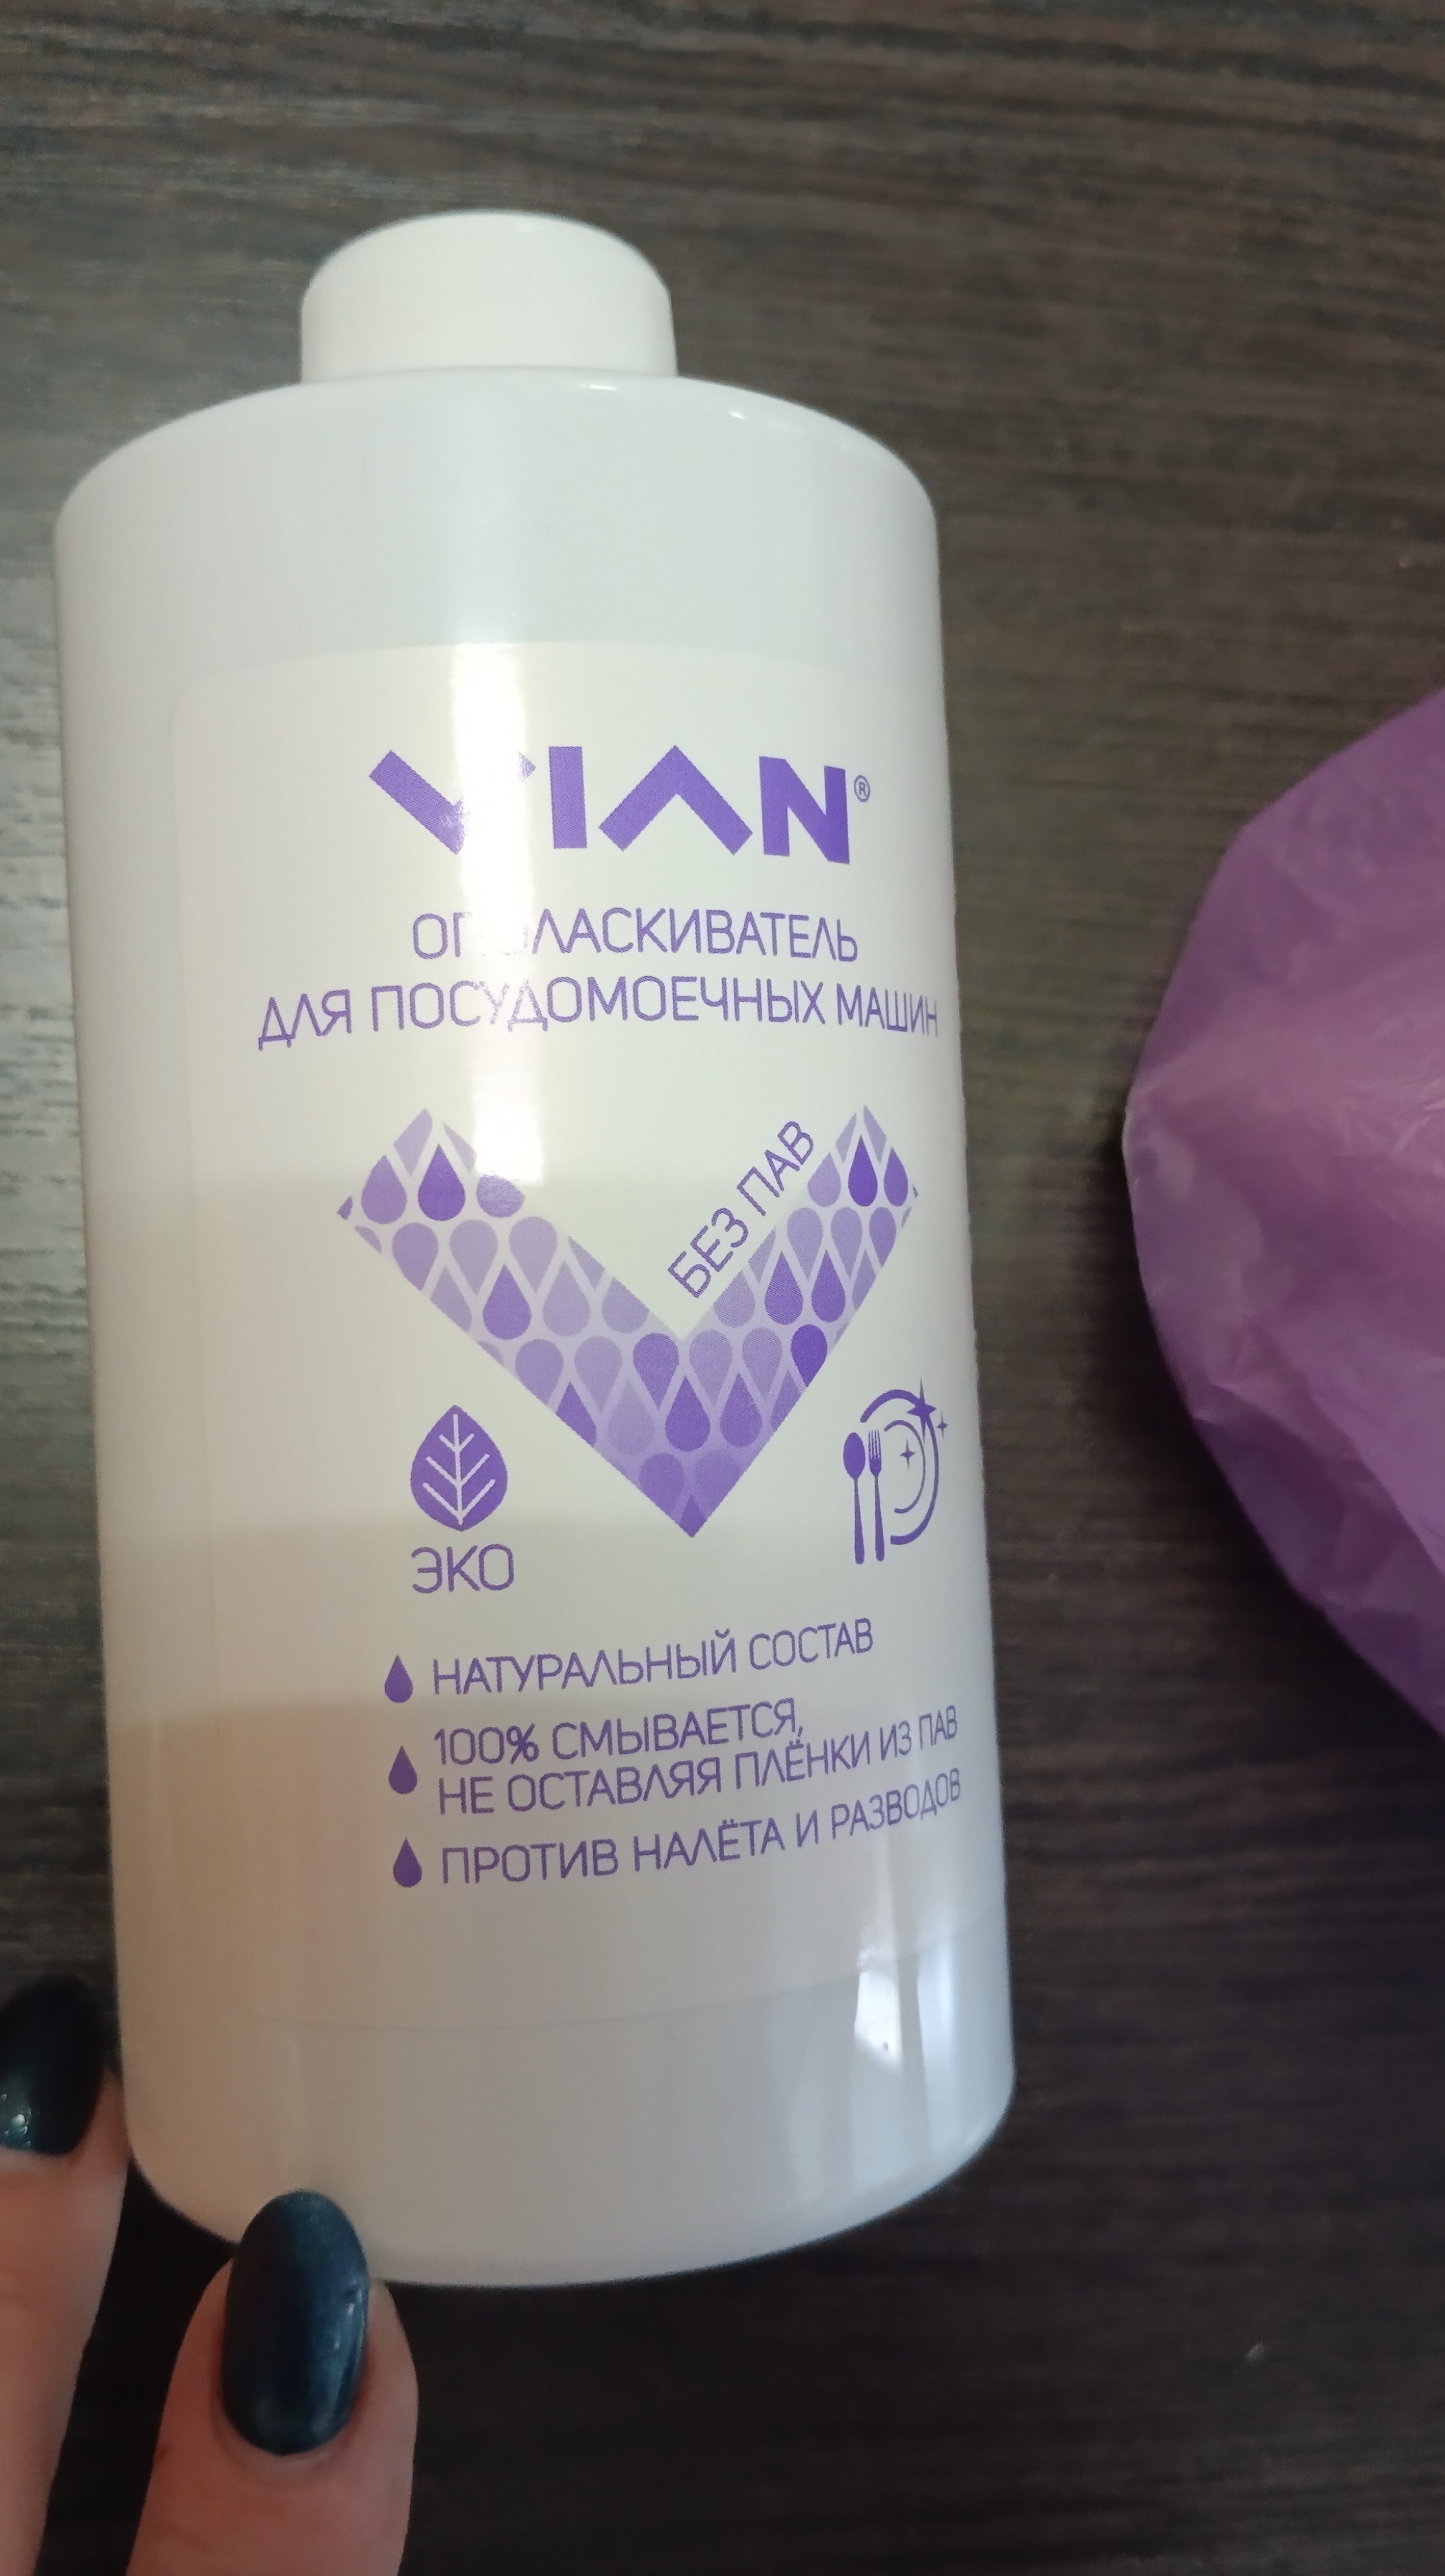 VIAN®
ОПОЛАСКИВАТЕЛЬ
ДЛЯ ПОСУДОМОЕЧНЫХ МАШИН
БЕЗ ПАВ
ЭКО
НАТУРАЛЬНЫЙ СОСТАВ
100% СМЫВАЕТСЯ,
НЕ ОСТАВЛЯЯ ПЛЁНКИ ИЗ ПАВ
ПРОТИВ НАЛЁТА И РАЗВОДОВ